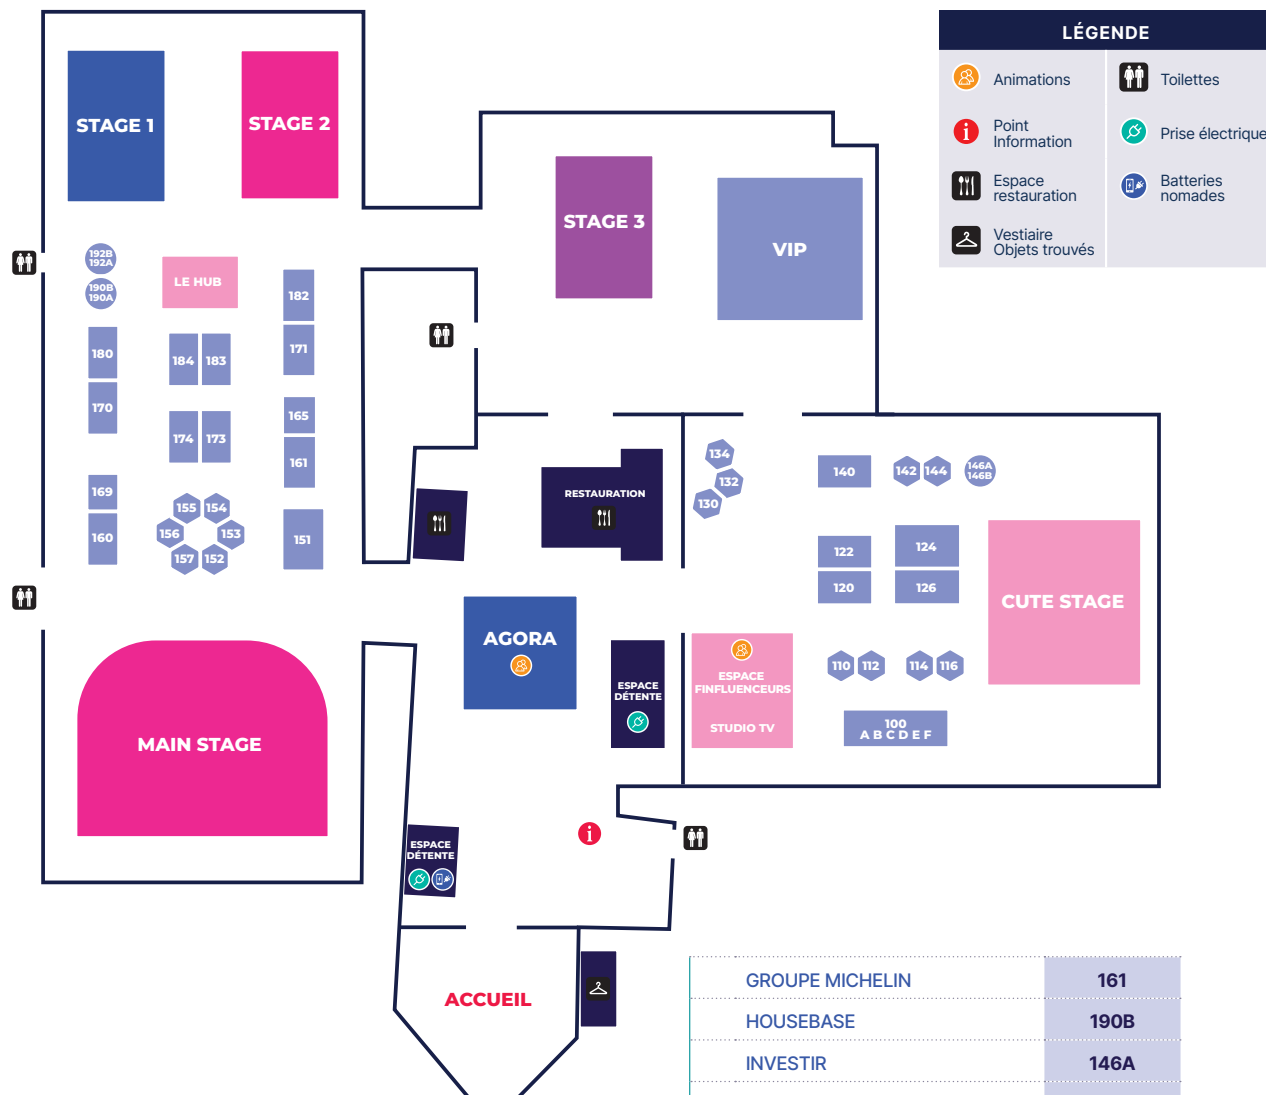 LÉGENDE
Animations
Toilettes
Point
Information
Prise électrique
Espace
restauration
Batteries
nomades
Vestiaire
Objets trouvés
STAGE 1
STAGE 2
STAGE 3
VIP
192B
192A
190B
190A
LE HUB
182
180
184
183
171
170
165
174
173
161
169
155
154
160
156
153
151
157
152
MAIN STAGE
RESTAURATION
134
132
130
140
142
144
146A
146B
122
124
120
126
CUTE STAGE
AGORA
ESPACE
DÉTENTE
ESPACE
FINFLUENCEURS
STUDIO TV
110
112
114
116
100
A B C D E F
ESPACE
DÉTENTE
i
ACCUEIL
GROUPE MICHELIN 161
HOUSEBASE 190B
INVESTIR 146A